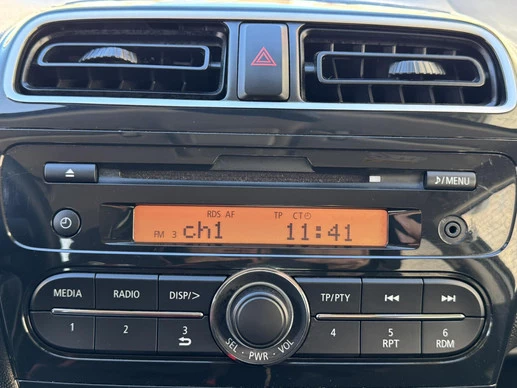 ♪/MENU
RDS AF TP CT
FM 3 ch1 11:41
MEDIA RADIO DISP/> TP/PTY
1 2 3 4 5 6
RPT RDM
SEL · PWR · VOL